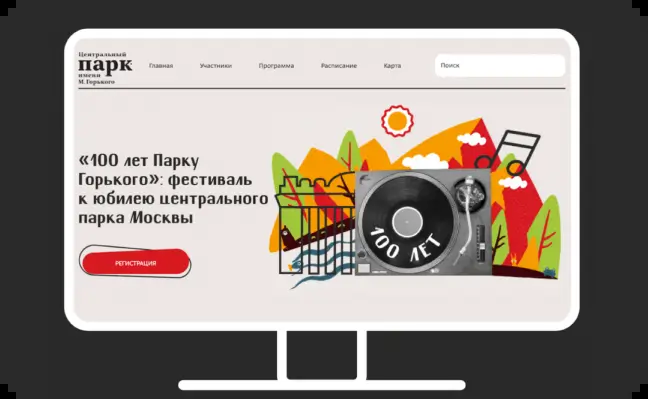 Центральный
парк
имени
М. Горького
Главная
Участники
Программа
Расписание
Карта
Поиск
«100 лет Парку
Горького»: фестиваль
к юбилею центрального
парка Москвы
РЕГИСТРАЦИЯ
100 ЛЕТ